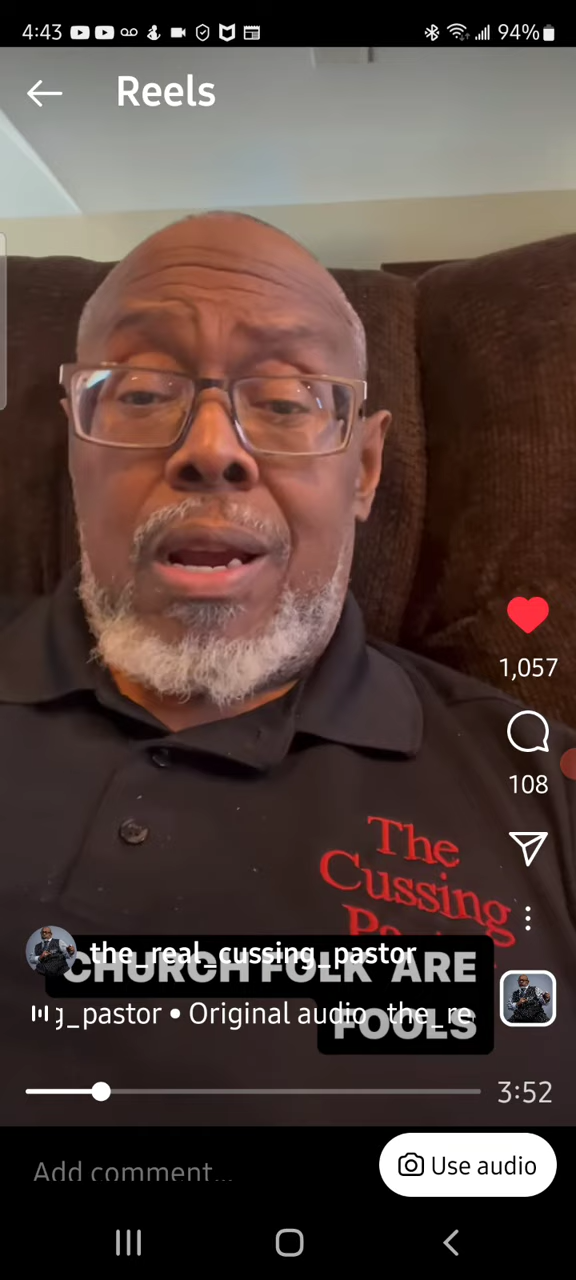 4:43
94%
Reels
1,057
108
The
Cussing
the_real_cussing_pastor
CHURCH FOLK ARE
g_pastor • Original audio the_re
FOOLS
3:52
Add comment...
Use audio